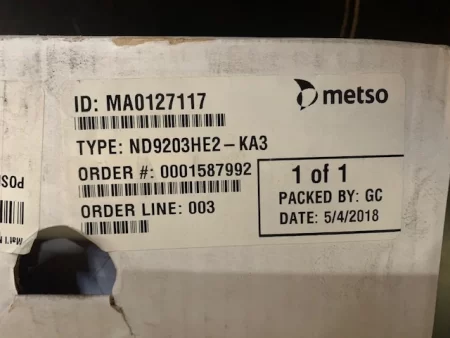 ID: MA0127117
metso
TYPE: ND9203HE2-KA3
ORDER #: 0001587992
1 of 1
ORDER LINE: 003
PACKED BY: GC
DATE: 5/4/2018